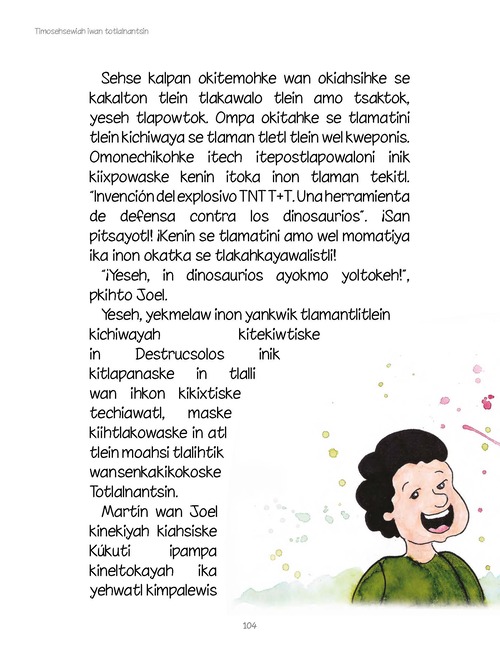 Timosehsewiah iwan totlalnantsin
Sehse kalpan okitemohke wan okiahsihke se
kakalton tlein tlakawalo tlein amo tsaktok,
yeseh tlapowtok. Ompa okitahke se tlamatini
tlein kichiwaya se tlaman tletl tlein wel kweponis.
Omonechikohke itech itepostlapowaloni inik
kiixpowaske kenin itoka inon tlaman tekitl.
"Invención del explosivo TNT T+T. Una herramienta
de defensa contra los dinosaurios". ¡San
pitsayotl! ¡Kenin se tlamatini amo wel momatiya
ika inon okatka se tlakahkayawalistli!
"¡Yeseh, in dinosaurios ayokmo yoltokeh!",
pkihto Joel.
Yeseh, yekmelaw inon yankwik tlamantlitlein
kichiwayah kitekiwtiske
in Destrucsolos inik
kitlapanaske in tlalli
wan ihkon kikixtiske
techiawatl, maske
kiihtlakowaske in atl
tlein moahsi tlalihtik
wansenkakikokoske
Totlalnantsin.
Martín wan Joel
kinekiyah kiahsiske
Kúkuti ipampa
kineltokayah ika
yehwatl kimpalewis
104